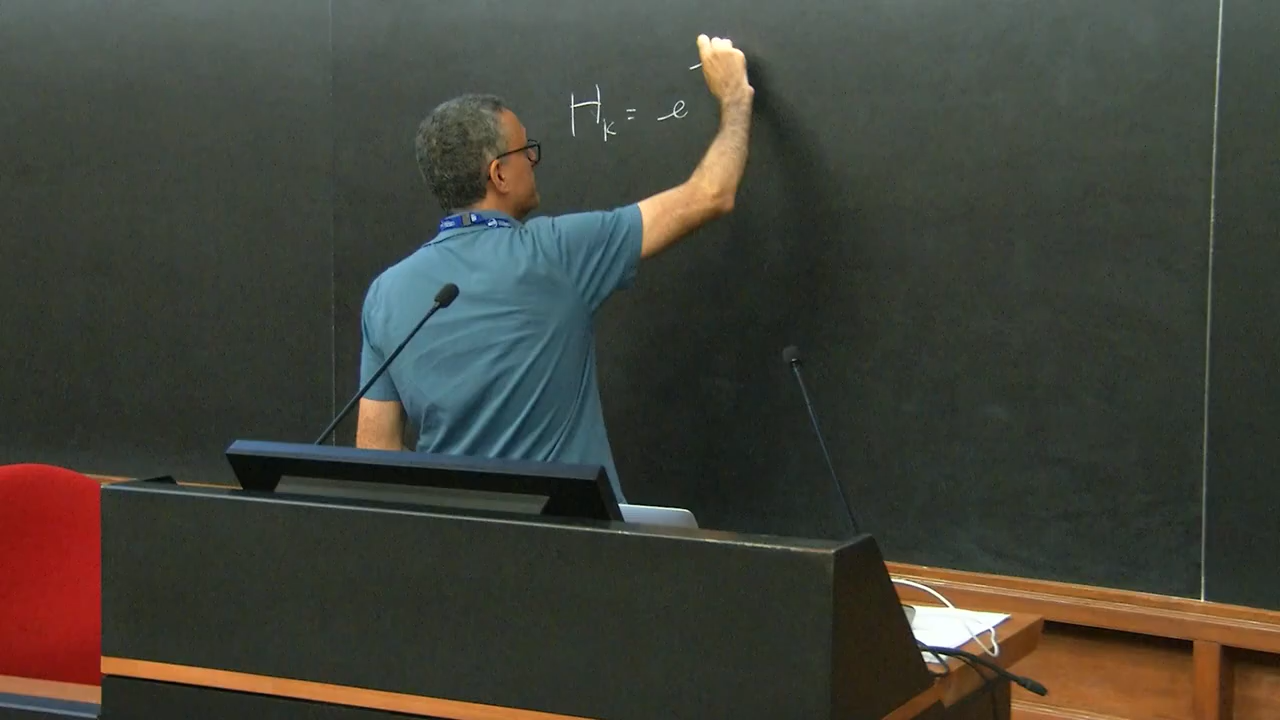 H_k = e^-